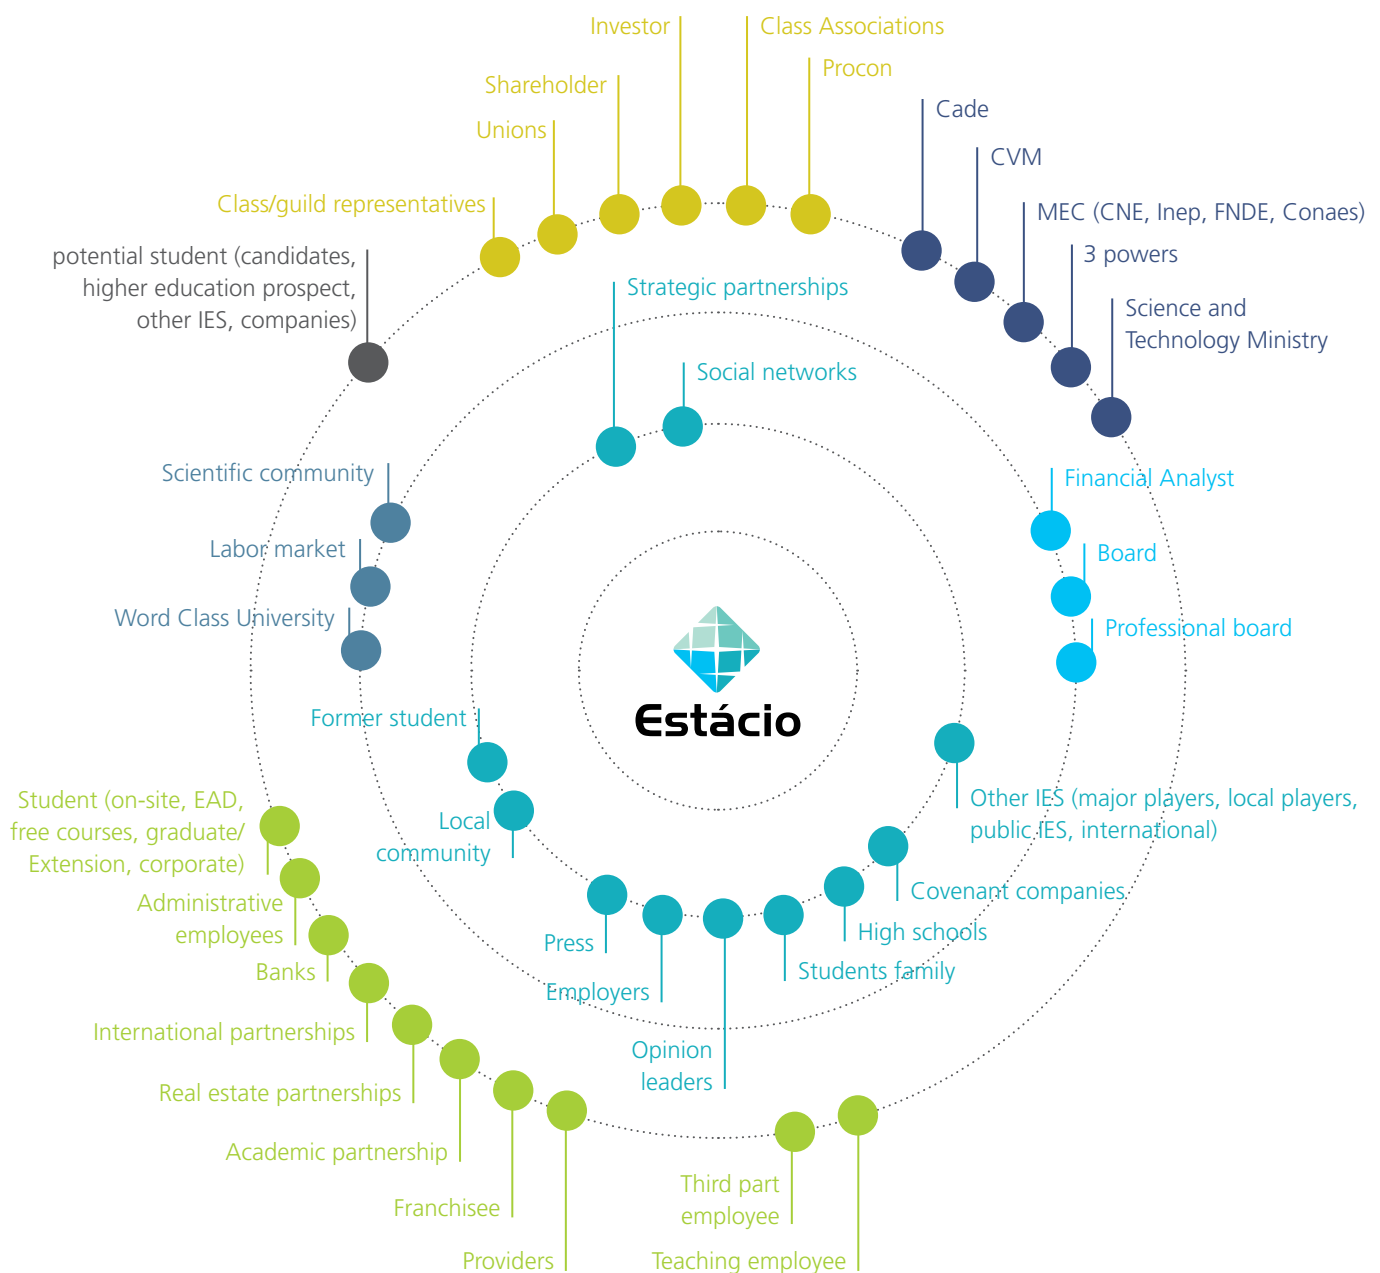 Investor
Class Associations
Procon
Shareholder
Cade
Unions
CVM
Class/guild representatives
MEC (CNE, Inep, FNDE, Conaes)
potential student (candidates,
higher education prospect,
other IES, companies)
3 powers
Strategic partnerships
Science and
Technology Ministry
Social networks
Scientific community
Financial Analyst
Labor market
Board
Word Class University
Professional board
Estácio
Former student
Student (on-site, EAD,
free courses, graduate/
Extension, corporate)
Local
community
Other IES (major players, local players,
public IES, international)
Administrative
employees
Covenant companies
Press
High schools
Banks
Students family
Employers
International partnerships
Opinion
leaders
Real estate partnerships
Academic partnership
Third part
employee
Franchisee
Providers
Teaching employee